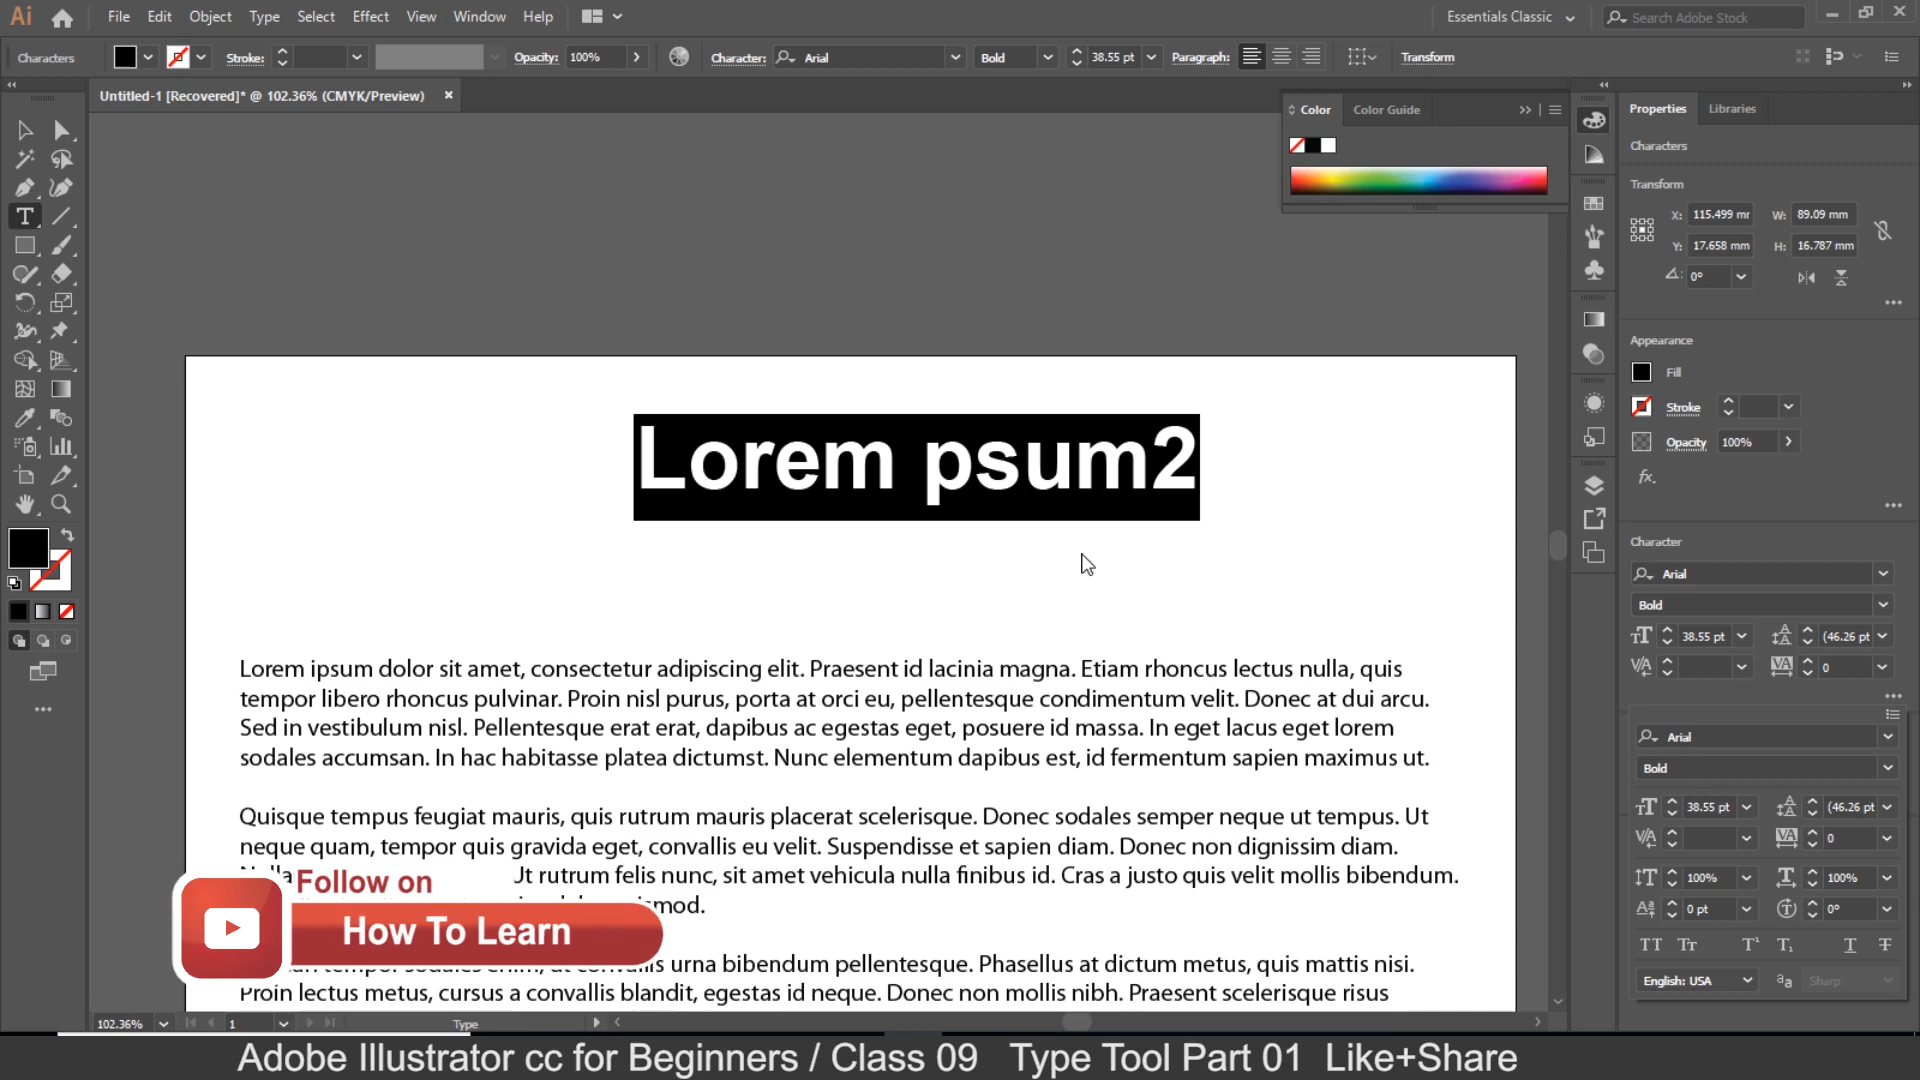 Ai File Edit Object Type Select Effect View Window Help Essentials Classic Search Adobe Stock
Characters Stroke: Opacity: 100% Character: Arial Bold 38.55 pt Paragraph: Transform
Untitled-1 [Recovered]* @ 102.36% (CMYK/Preview)
Color Color Guide
Properties Libraries
Characters
Transform
X: 115.499 mr W: 89.09 mm
Y: 17.658 mm H: 16.787 mm
0°
Appearance
Fill
Stroke
Opacity 100%
fx.
Character
Arial
Bold
38.55 pt (46.26 pt
0
Arial
Bold
38.55 pt (46.26 pt
0
100% 100%
0 pt 0°
English: USA Sharp
Lorem psum2
Lorem ipsum dolor sit amet, consectetur adipiscing elit. Praesent id lacinia magna. Etiam rhoncus lectus nulla, quis
tempor libero rhoncus pulvinar. Proin nisl purus, porta at orci eu, pellentesque condimentum velit. Donec at dui arcu.
Sed in vestibulum nisl. Pellentesque erat erat, dapibus ac egestas eget, posuere id massa. In eget lacus eget lorem
sodales accumsan. In hac habitasse platea dictumst. Nunc elementum dapibus est, id fermentum sapien maximus ut.
Quisque tempus feugiat mauris, quis rutrum mauris placerat scelerisque. Donec sodales semper neque ut tempus. Ut
neque quam, tempor quis gravida eget, convallis eu velit. Suspendisse et sapien diam. Donec non dignissim diam.
Nulla Ut rutrum felis nunc, sit amet vehicula nulla finibus id. Cras a justo quis velit mollis bibendum.
urna bibendum pellentesque. Phasellus at dictum metus, quis mattis nisi.
Proin lectus metus, cursus a convallis blandit, egestas id neque. Donec non mollis nibh. Praesent scelerisque risus
Follow on
How To Learn
102.36% 1 Type
Adobe Illustrator cc for Beginners / Class 09 Type Tool Part 01 Like+Share